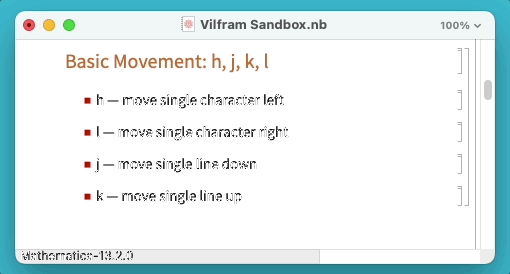 Vilfram Sandbox.nb
100%
Basic Movement: h, j, k, l
h — move single character left
l — move single character right
j — move single line down
k — move single line up
Mathematica-13.2.0